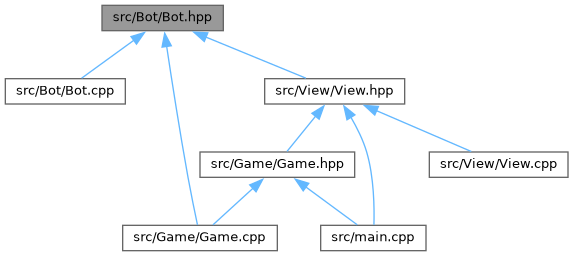 src/Bot/Bot.hpp
src/Bot/Bot.cpp
src/View/View.hpp
src/Game/Game.hpp
src/View/View.cpp
src/Game/Game.cpp
src/main.cpp